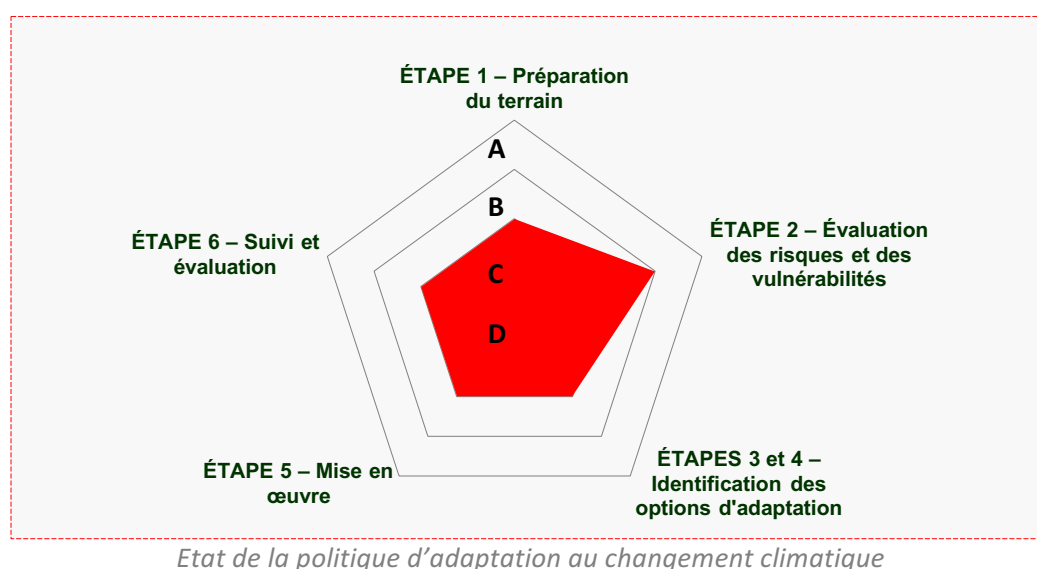 ÉTAPE 1 – Préparation
du terrain
A
B
ÉTAPE 6 – Suivi et
évaluation
ÉTAPE 2 – Évaluation
des risques et des
vulnérabilités
C
D
ÉTAPE 5 – Mise en
œuvre
ÉTAPES 3 et 4 –
Identification des
options d'adaptation
Etat de la politique d’adaptation au changement climatique